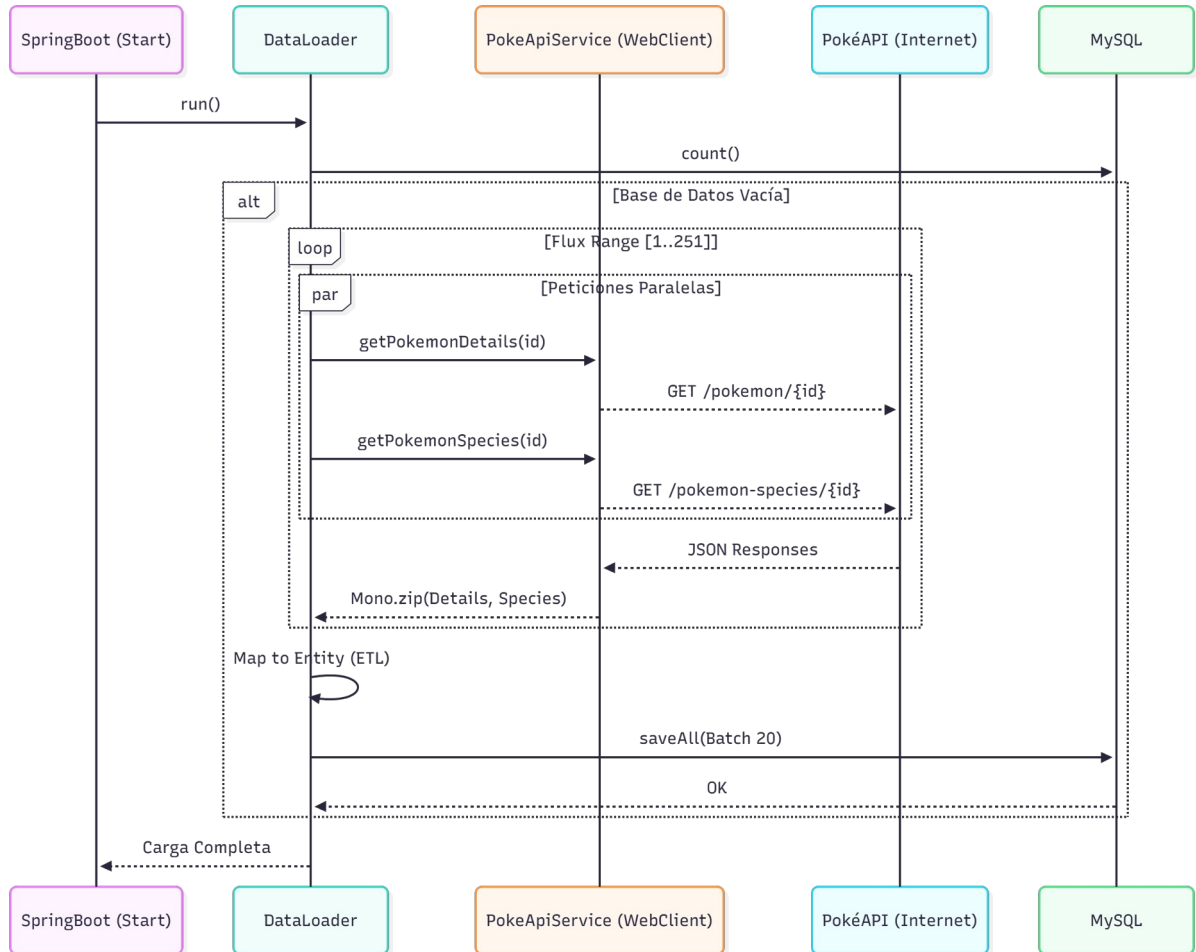 SpringBoot (Start)
DataLoader
PokeApiService (WebClient)
PokéAPI (Internet)
MySQL
run()
count()
alt
[Base de Datos Vacía]
loop
[Flux Range [1..251]]
par
[Peticiones Paralelas]
getPokemonDetails(id)
GET /pokemon/{id}
getPokemonSpecies(id)
GET /pokemon-species/{id}
JSON Responses
Mono.zip(Details, Species)
Map to Entity (ETL)
saveAll(Batch 20)
OK
Carga Completa
SpringBoot (Start)
DataLoader
PokeApiService (WebClient)
PokéAPI (Internet)
MySQL